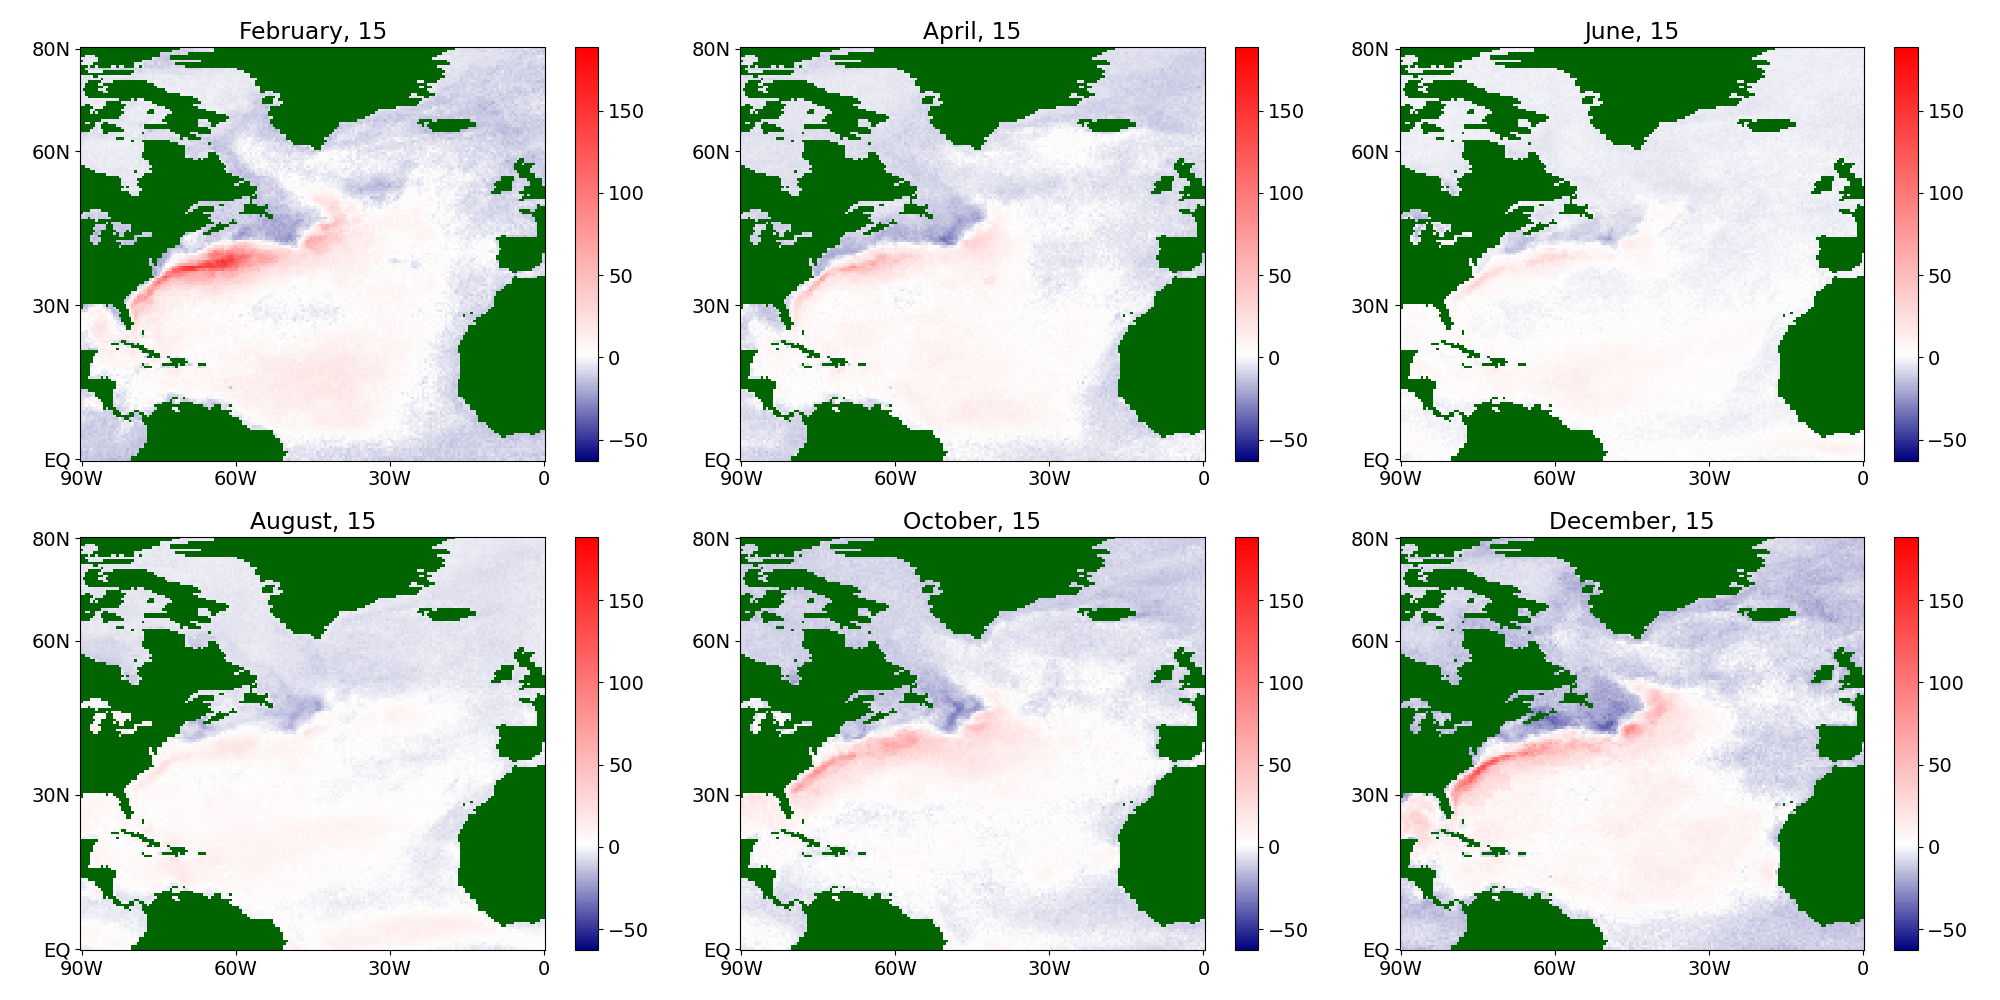 February, 15
80N
60N
30N
EQ
90W 60W 30W 0
150
100
50
0
−50
April, 15
80N
60N
30N
EQ
90W 60W 30W 0
150
100
50
0
−50
June, 15
80N
60N
30N
EQ
90W 60W 30W 0
150
100
50
0
−50
August, 15
80N
60N
30N
EQ
90W 60W 30W 0
150
100
50
0
−50
October, 15
80N
60N
30N
EQ
90W 60W 30W 0
150
100
50
0
−50
December, 15
80N
60N
30N
EQ
90W 60W 30W 0
150
100
50
0
−50